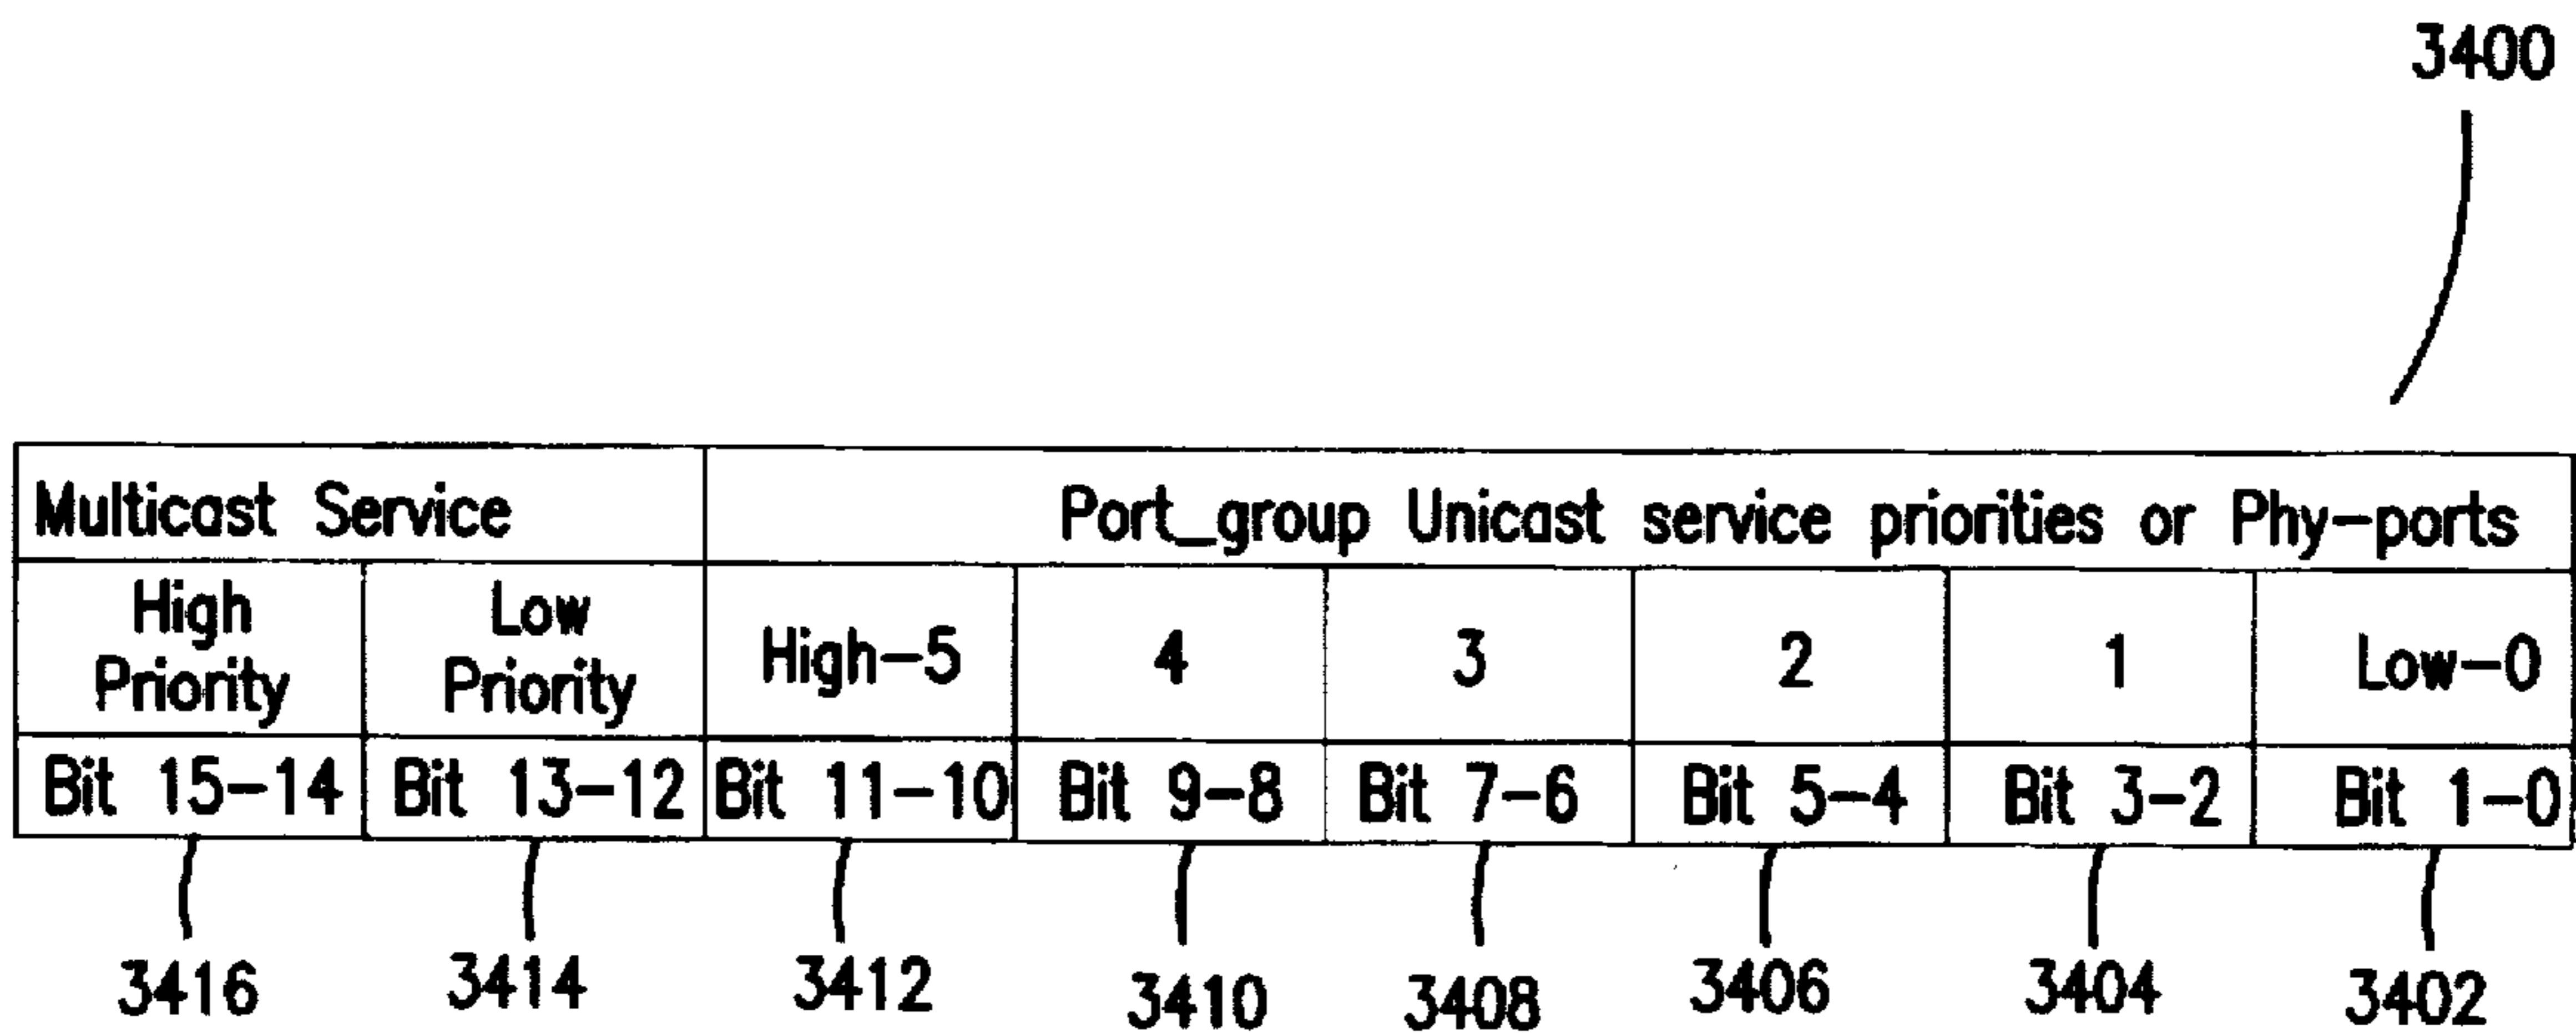 3400
Multicast Service Port_group Unicast service priorities or Phy-ports
High Priority Low Priority High-5 4 3 2 1 Low-0
Bit 15-14 Bit 13-12 Bit 11-10 Bit 9-8 Bit 7-6 Bit 5-4 Bit 3-2 Bit 1-0
3416 3414 3412 3410 3408 3406 3404 3402